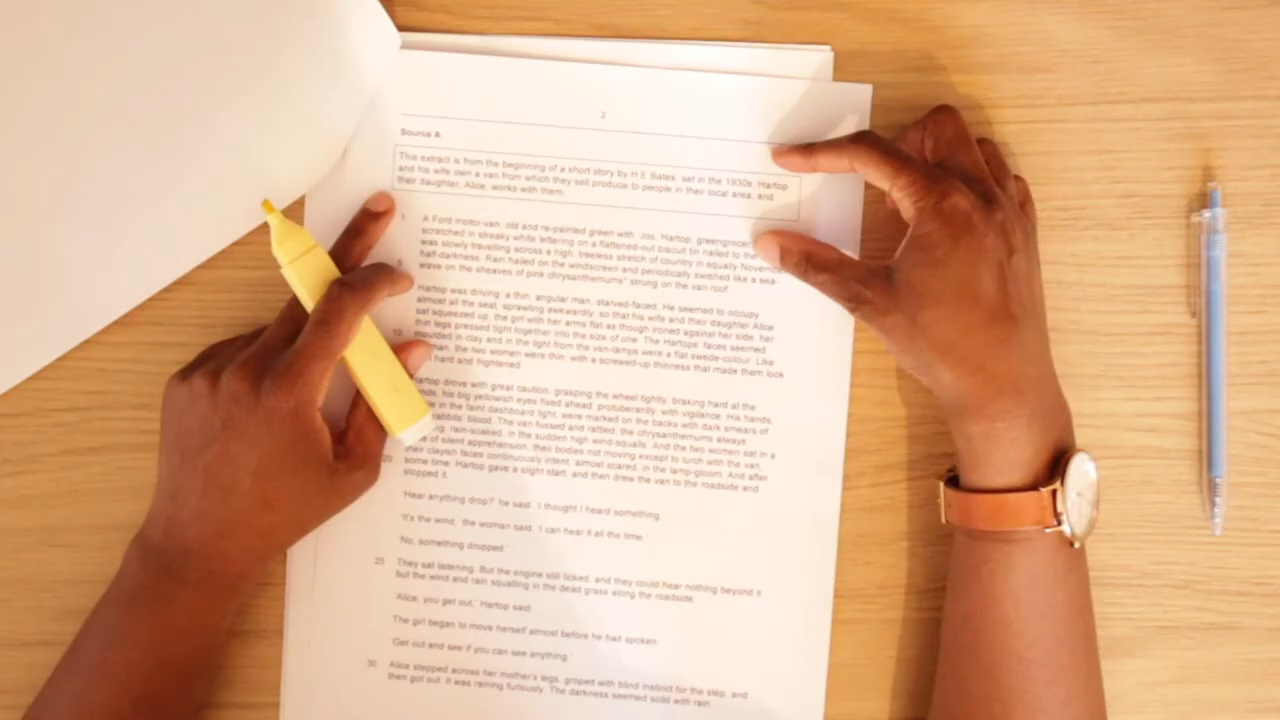 2
Source A
This extract is from the beginning of a short story by H E Bates, set in the 1930s. Hartop
and his wife own a van from which they sell produce to people in their local area, and
their daughter, Alice, works with them.
1 A Ford motor-van, old and re-painted green with 'Jos. Hartop, greengrocer
scratched in streaky white lettering on a flattened-out biscuit tin nailed to the
was slowly travelling across a high, treeless stretch of country in squally
half-darkness. Rain hailed on the windscreen and periodically swished like a sea-
wave on the sheaves of pink chrysanthemums* strung on the van roof.
Hartop was driving: a thin, angular man, starved-faced. He seemed to occupy
almost all the seat, sprawling awkwardly; so that his wife and their daughter Alice
sat squeezed up, the girl with her arms flat as though ironed against her side, her
thin legs pressed tight together into the size of one. The Hartops' faces seemed
10 moulded in clay and in the light from the van-lamps were a flat swede-colour. Like
the two women were thin, with a screwed-up thinness that made them look
hard and frightened.
Hartop drove with great caution, grasping the wheel tightly, braking hard at the
his big yellowish eyes fixed ahead, protuberantly, with vigilance. His hands,
in the faint dashboard light, were marked on the backs with dark smears of
rabbits' blood. The van fussed and rattled, the chrysanthemums always
rain-soaked, in the sudden high wind-squalls. And the two women sat in a
of silent apprehension, their bodies not moving except to lurch with the van,
their clayish faces continuously intent, almost scared, in the lamp-gloom. And after
20 some time, Hartop gave a slight start, and then drew the van to the roadside and
stopped it.
'Hear anything drop?' he said. 'I thought I heard something.'
'It's the wind,' the woman said. 'I can hear it all the time.'
'No, something dropped.'
25 They sat listening. But the engine still ticked, and they could hear nothing beyond it
but the wind and rain squalling in the dead grass along the roadside.
'Alice, you get out,' Hartop said.
The girl began to move herself almost before he had spoken.
'Get out and see if you can see anything.'
30 Alice stepped across her mother's legs, groped with blind instinct for the step, and
then got out. It was raining furiously. The darkness seemed solid with rain.